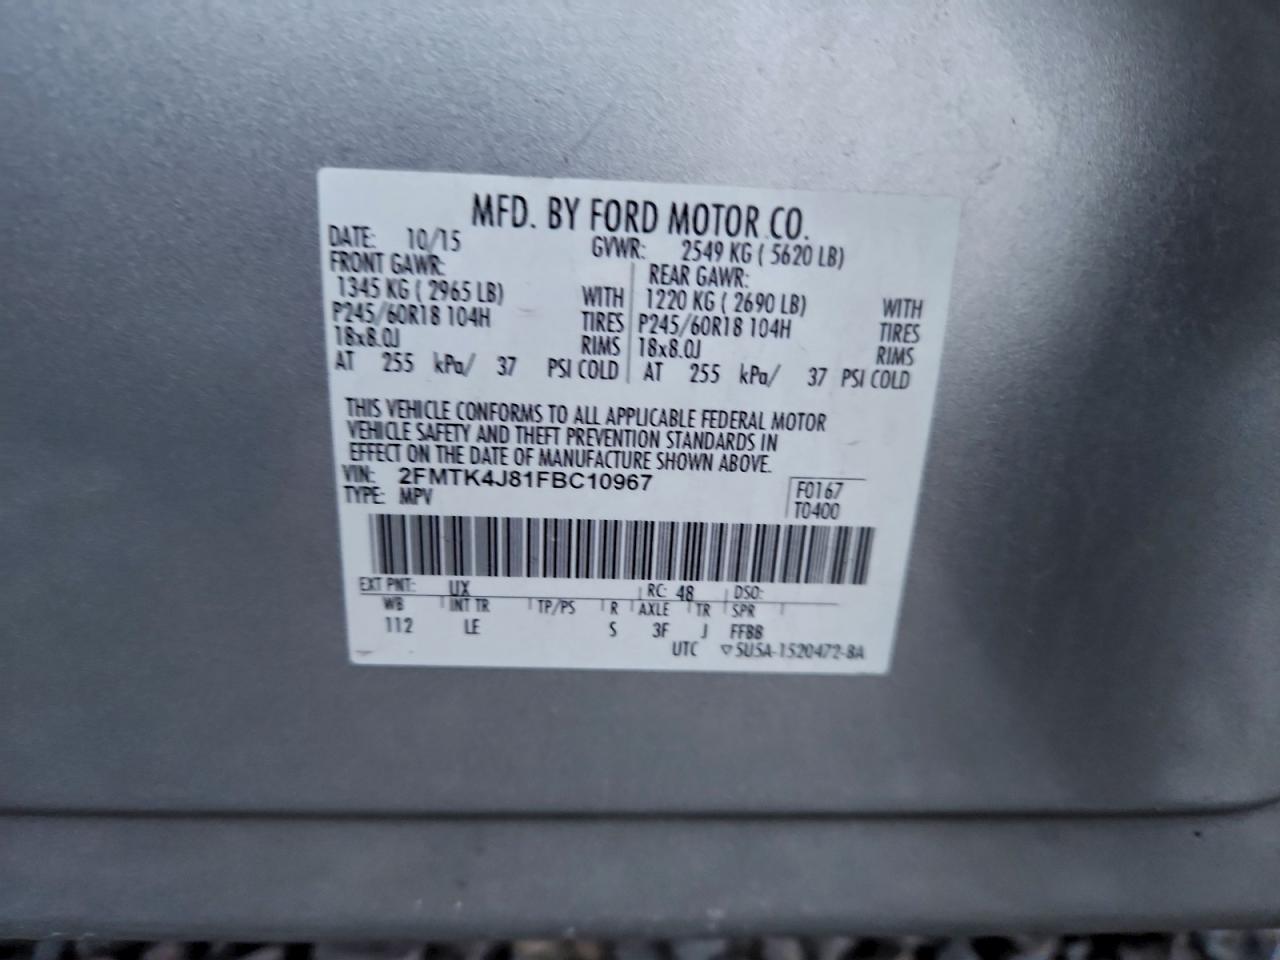 MFD. BY FORD MOTOR CO.
DATE: 10/15 GVWR: 2549 KG ( 5620 LB)
FRONT GAWR: REAR GAWR:
1345 KG ( 2965 LB) WITH 1220 KG ( 2690 LB) WITH
P245/60R18 104H TIRES P245/60R18 104H TIRES
18x8.0J RIMS 18x8.0J RIMS
AT 255 kPa/ 37 PSI COLD AT 255 kPa/ 37 PSI COLD
THIS VEHICLE CONFORMS TO ALL APPLICABLE FEDERAL MOTOR
VEHICLE SAFETY AND THEFT PREVENTION STANDARDS IN
EFFECT ON THE DATE OF MANUFACTURE SHOWN ABOVE.
VIN: 2FMTK4J81FBC10967 F0167
TYPE: MPV T0400
EXT PNT: UX RC: 48 DSO:
WB INT TR TP/PS R AXLE TR SPR
112 LE S 3F J FFBB
UTC ▽5U5A-1520472-BA